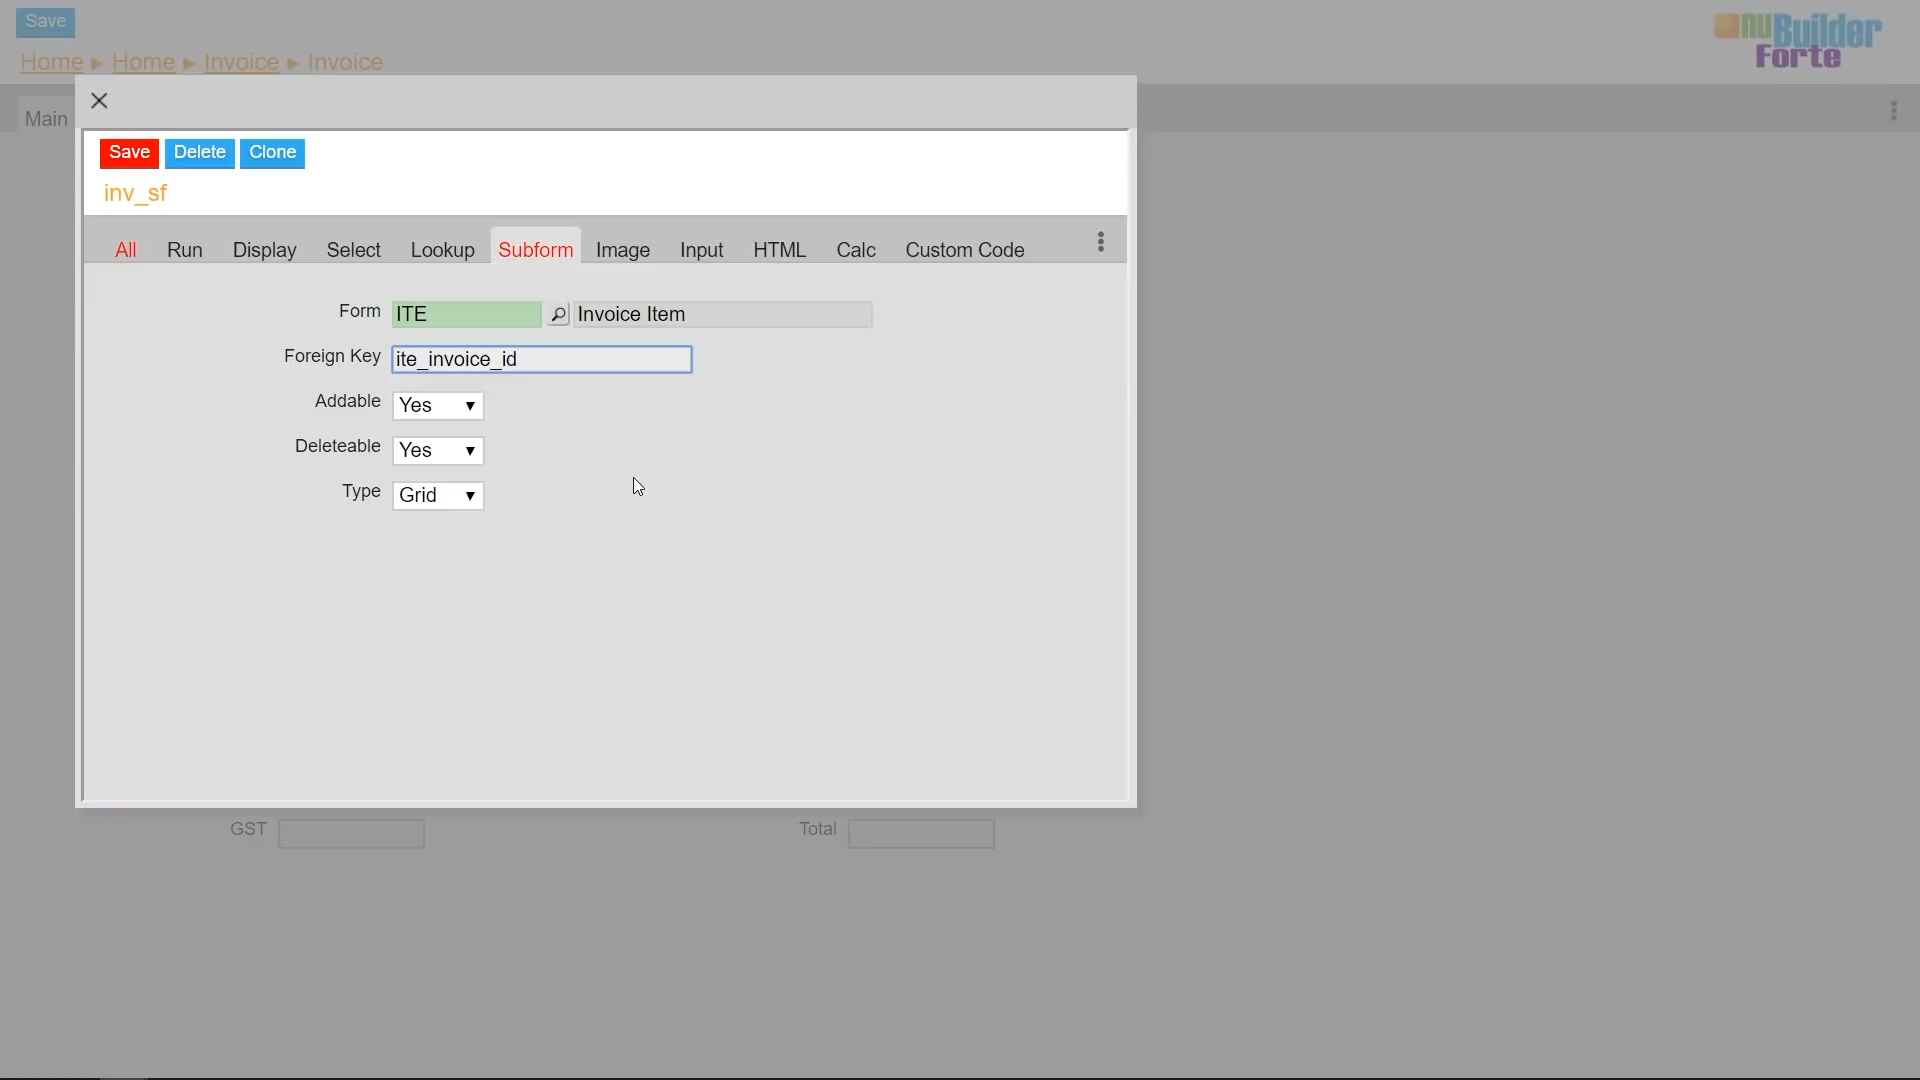 Save
nuBuilder
Forte
Home ► Home ► Invoice ► Invoice
Main
Save Delete Clone
inv_sf
All Run Display Select Lookup Subform Image Input HTML Calc Custom Code
Form ITE Invoice Item
Foreign Key ite_invoice_id
Addable Yes
Deleteable Yes
Type Grid
GST Total